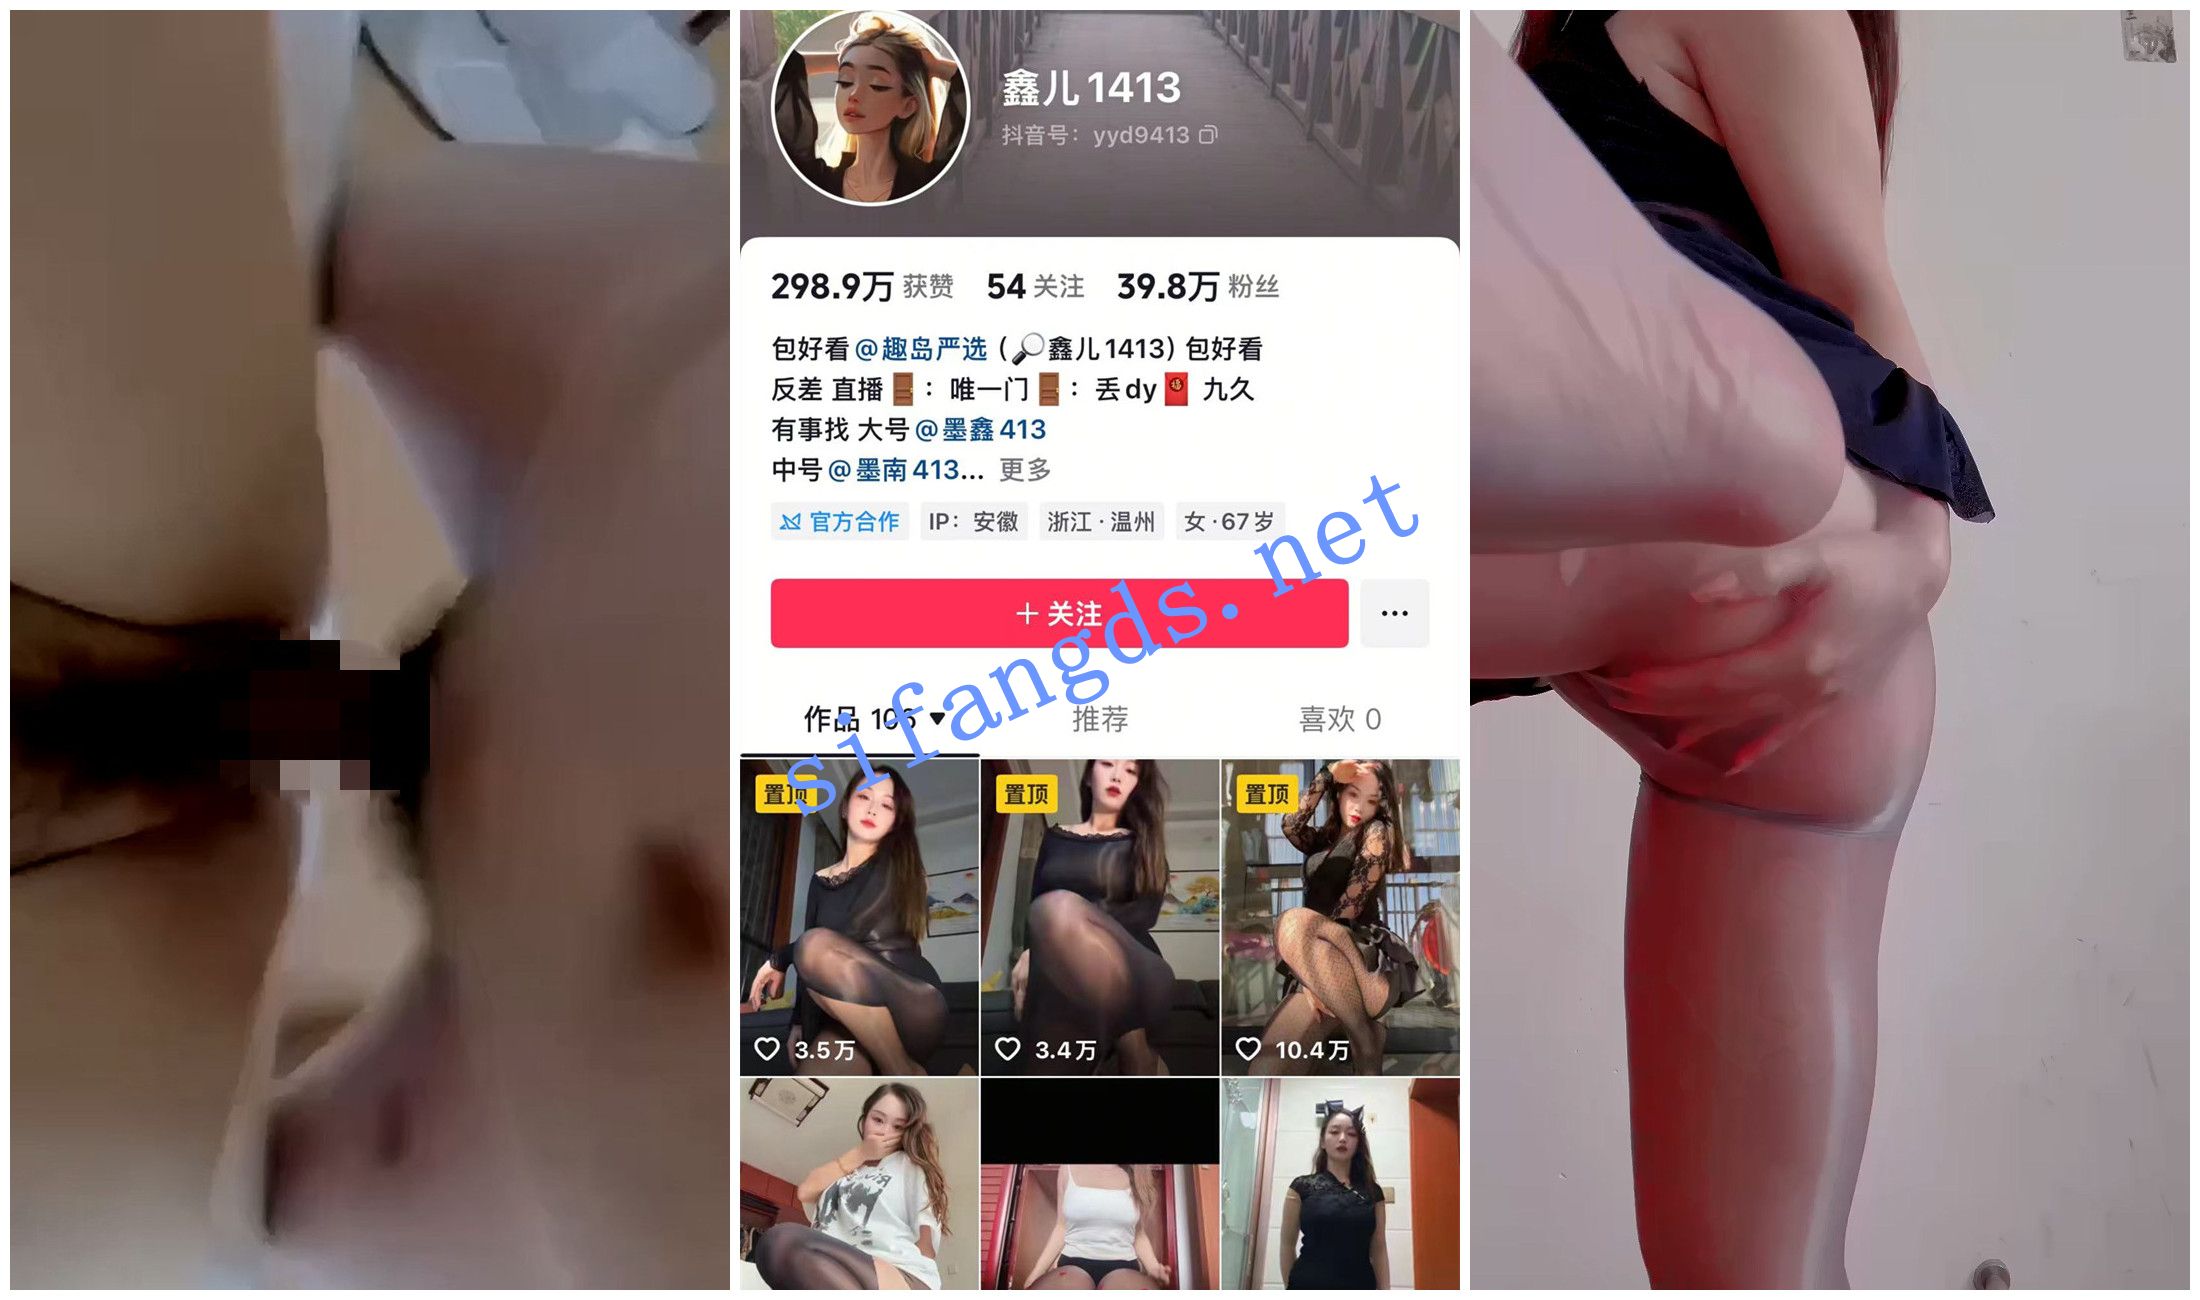 鑫儿1413
抖音号：yyd9413
298.9万 获赞 54 关注 39.8万 粉丝
包好看@趣岛严选（🔎鑫儿1413）包好看
反差 直播🚪：唯一门🚪：丢dy🧧 九久
有事找 大号@墨鑫413
中号@墨南413... 更多
官方合作 IP：安徽 浙江·温州 女·67岁
+ 关注 ...
作品 106 ▼ 推荐 喜欢 0
置顶 置顶 置顶
3.5万 3.4万 10.4万
sifangds.net